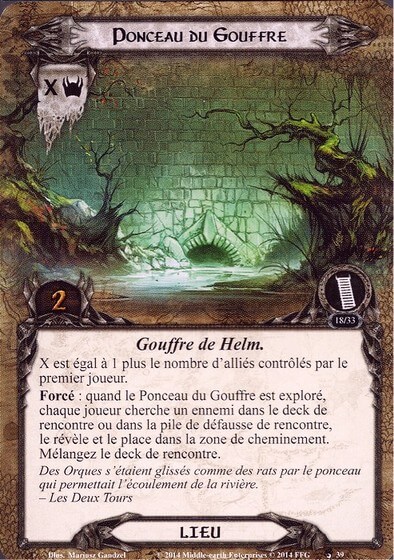 Ponceau du Gouffre
X
2
18/33
Gouffre de Helm.
X est égal à 1 plus le nombre d'alliés contrôlés par le
premier joueur.
Forcé : quand le Ponceau du Gouffre est exploré,
chaque joueur cherche un ennemi dans le deck de
rencontre ou dans la pile de défausse de rencontre,
le révèle et le place dans la zone de cheminement.
Mélangez le deck de rencontre.
Des Orques s'étaient glissés comme des rats par le ponceau
qui permettait l'écoulement de la rivière.
– Les Deux Tours
LIEU
Illus. Mariusz Gandzel © 2014 Middle-earth Enterprises © 2014 FFG 39